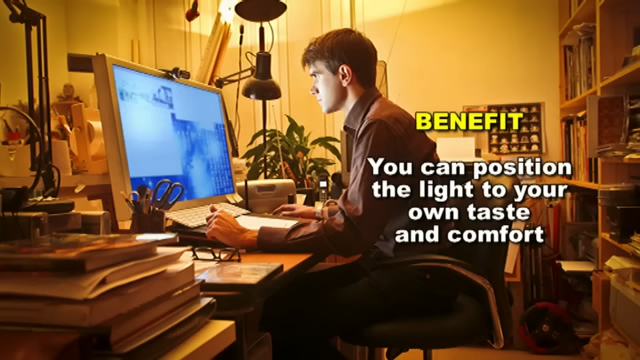 BENEFIT
You can position
the light to your
own taste
and comfort